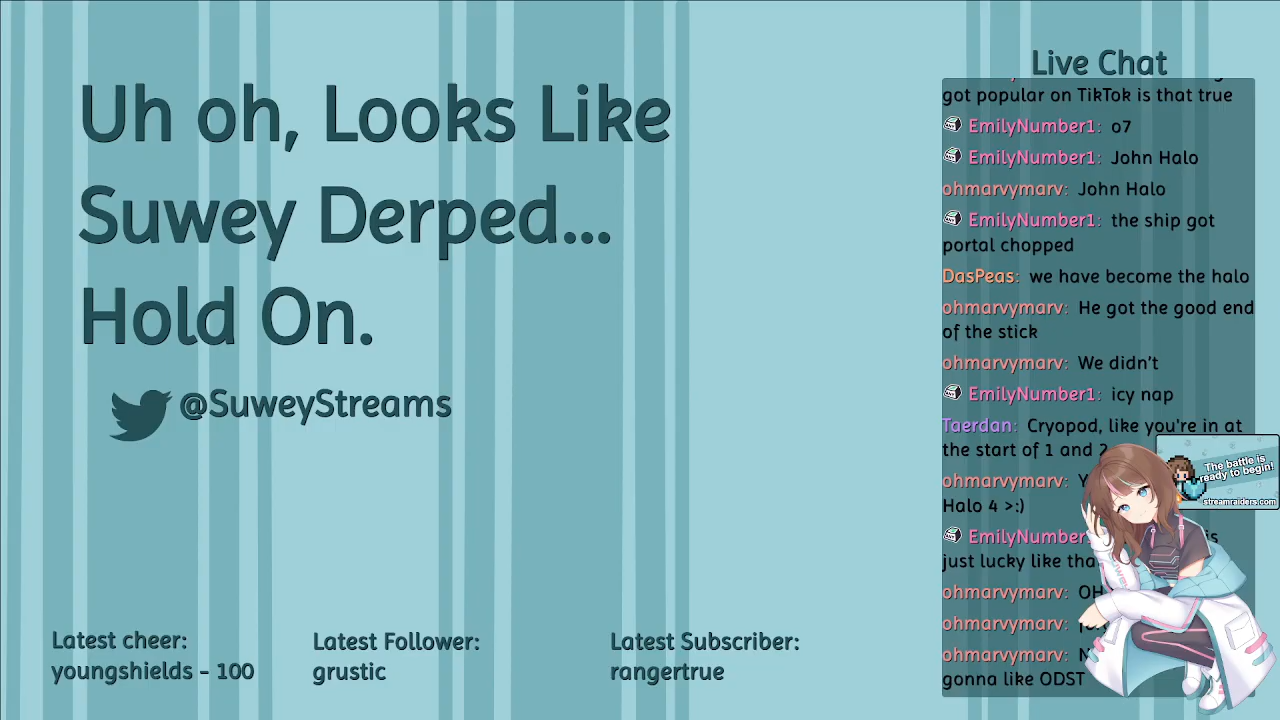 Uh oh, Looks Like
Suwey Derped...
Hold On.
@SuweyStreams
Latest cheer:
youngshields - 100
Latest Follower:
grustic
Latest Subscriber:
rangertrue
Live Chat
got popular on TikTok is that true
EmilyNumber1: o7
EmilyNumber1: John Halo
ohmarvymarv: John Halo
EmilyNumber1: the ship got
portal chopped
DasPeas: we have become the halo
ohmarvymarv: He got the good end
of the stick
ohmarvymarv: We didn't
EmilyNumber1: icy nap
Taerdan: Cryopod, like you're in at
the start of 1 and 2
ohmarvymarv:
Halo 4 >:)
EmilyNumber1:
just lucky like
ohmarvymarv:
ohmarvymarv:
ohmarvymarv:
gonna like ODST
The battle is
ready to begin!
streamraiders.com